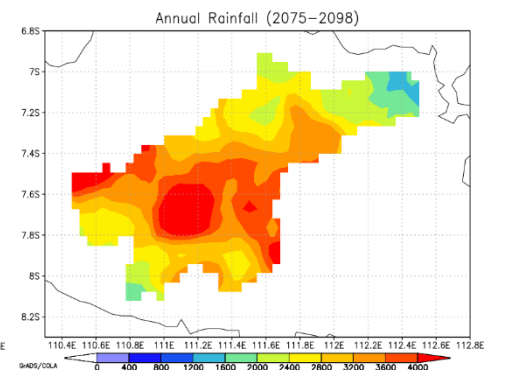 Annual Rainfall (2075−2098)
6.8S
7S
7.2S
7.4S
7.6S
7.8S
8S
8.2S
E
110.4E 110.6E 110.8E 111E 111.2E 111.4E 111.6E 111.8E 112E 112.2E 112.4E 112.6E 112.8E
GrADS/COLA
0 400 800 1200 1600 2000 2400 2800 3200 3600 4000